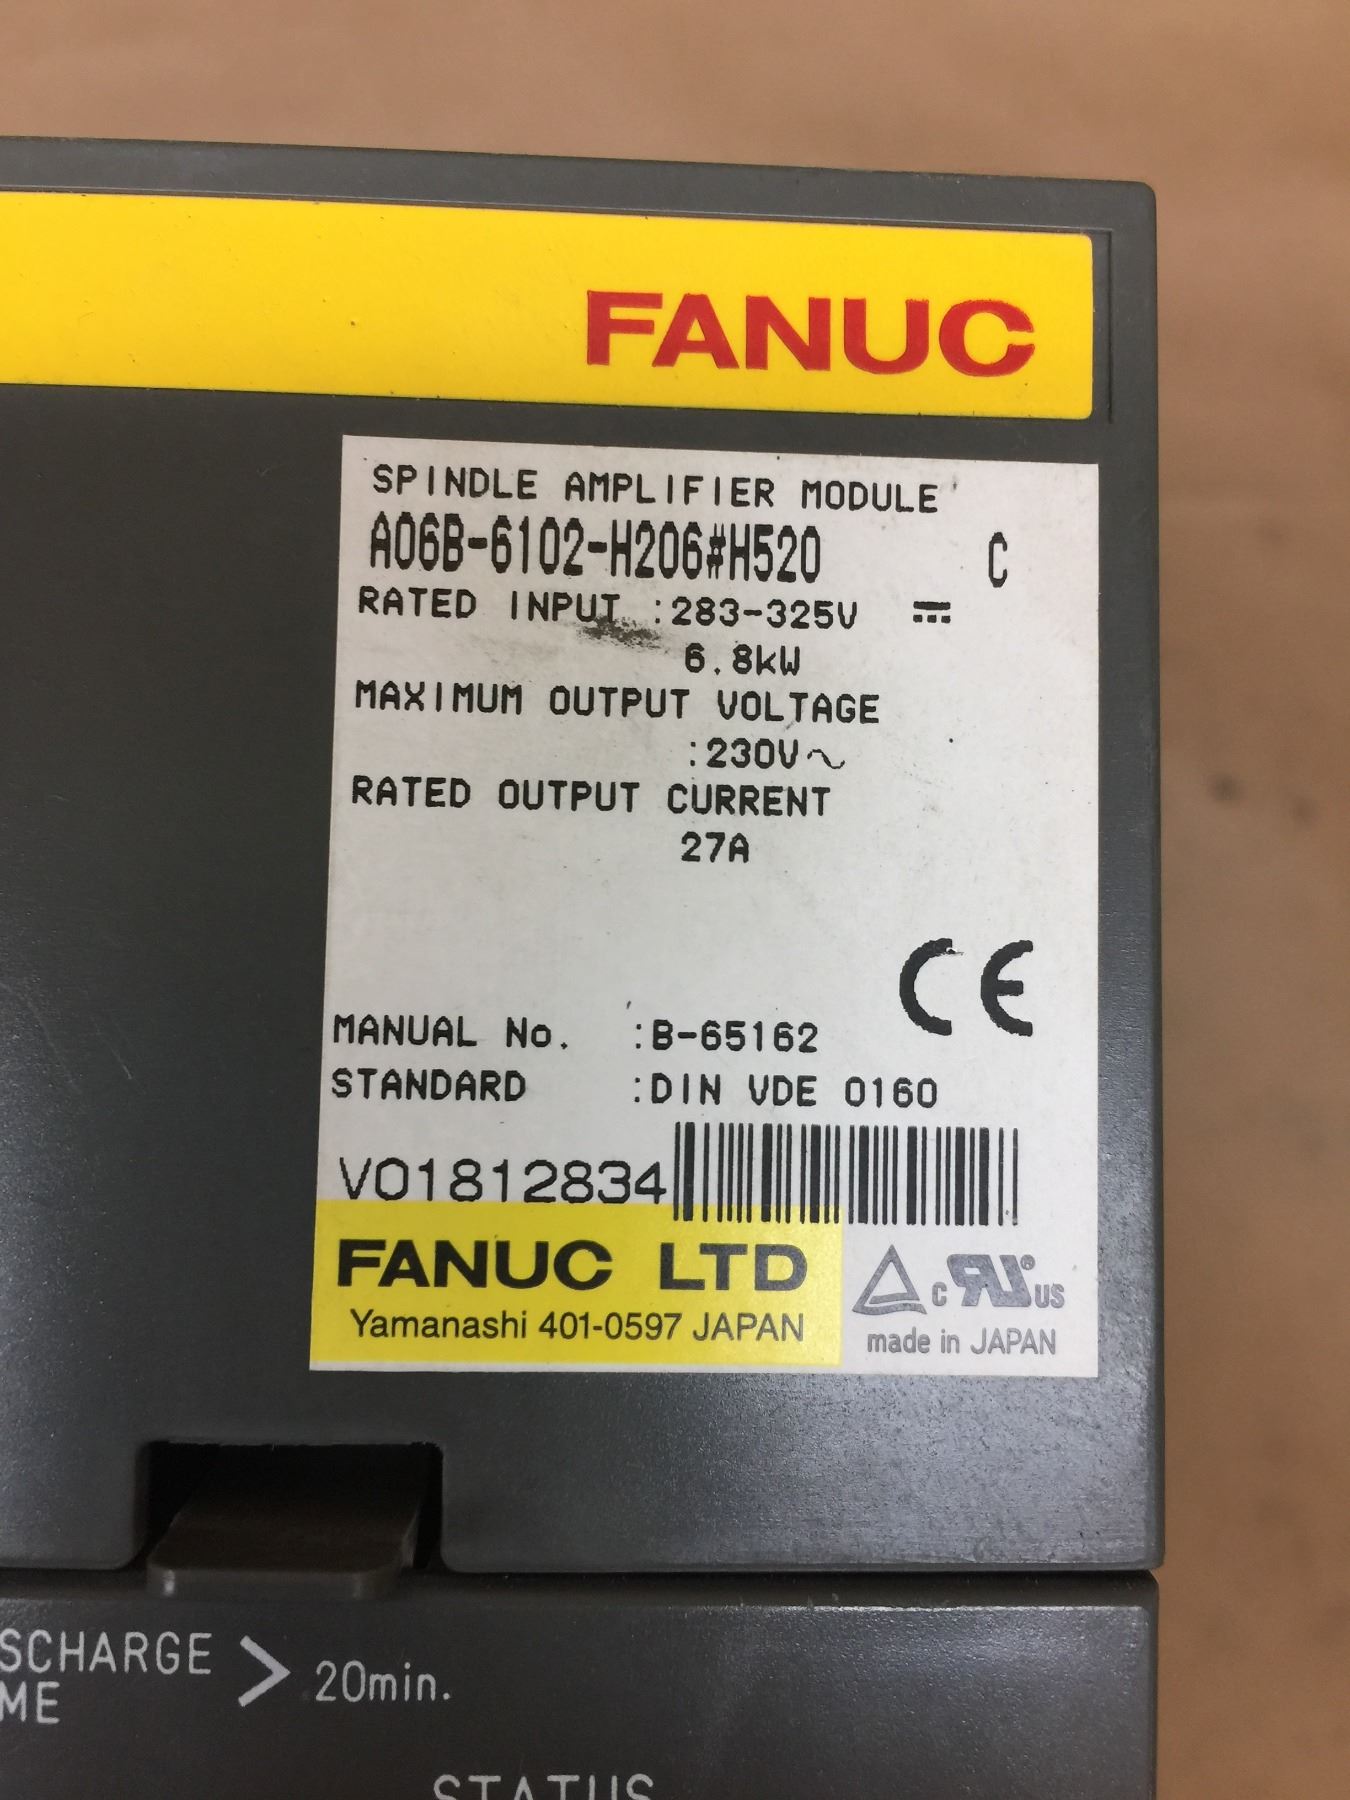 FANUC
SPINDLE AMPLIFIER MODULE
A06B-6102-H206#H520 C
RATED INPUT :283-325V ⎓
6.8kW
MAXIMUM OUTPUT VOLTAGE
:230V~
RATED OUTPUT CURRENT
27A
CE
MANUAL No. :B-65162
STANDARD :DIN VDE 0160
V01812834
FANUC LTD
Yamanashi 401-0597 JAPAN
c RU® US
made in JAPAN
SCHARGE > 20min.
ME
STATUS